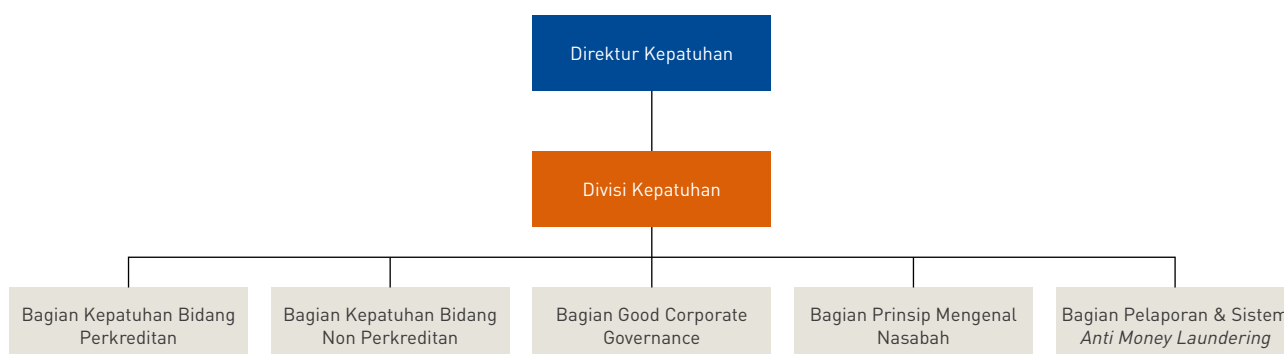 Direktur Kepatuhan
Divisi Kepatuhan
Bagian Kepatuhan Bidang
Perkreditan
Bagian Kepatuhan Bidang
Non Perkreditan
Bagian Good Corporate
Governance
Bagian Prinsip Mengenal
Nasabah
Bagian Pelaporan & Sistem
Anti Money Laundering